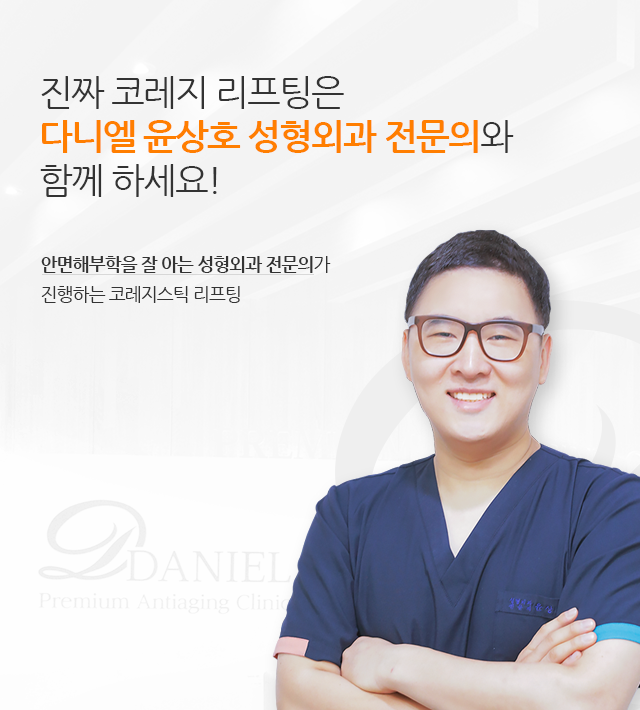 진짜 코레지 리프팅은
다니엘 윤상호 성형외과 전문의와
함께 하세요!
안면해부학을 잘 아는 성형외과 전문의가
진행하는 코레지스틱 리프팅
DANIEL
Premium Antiaging Clinic